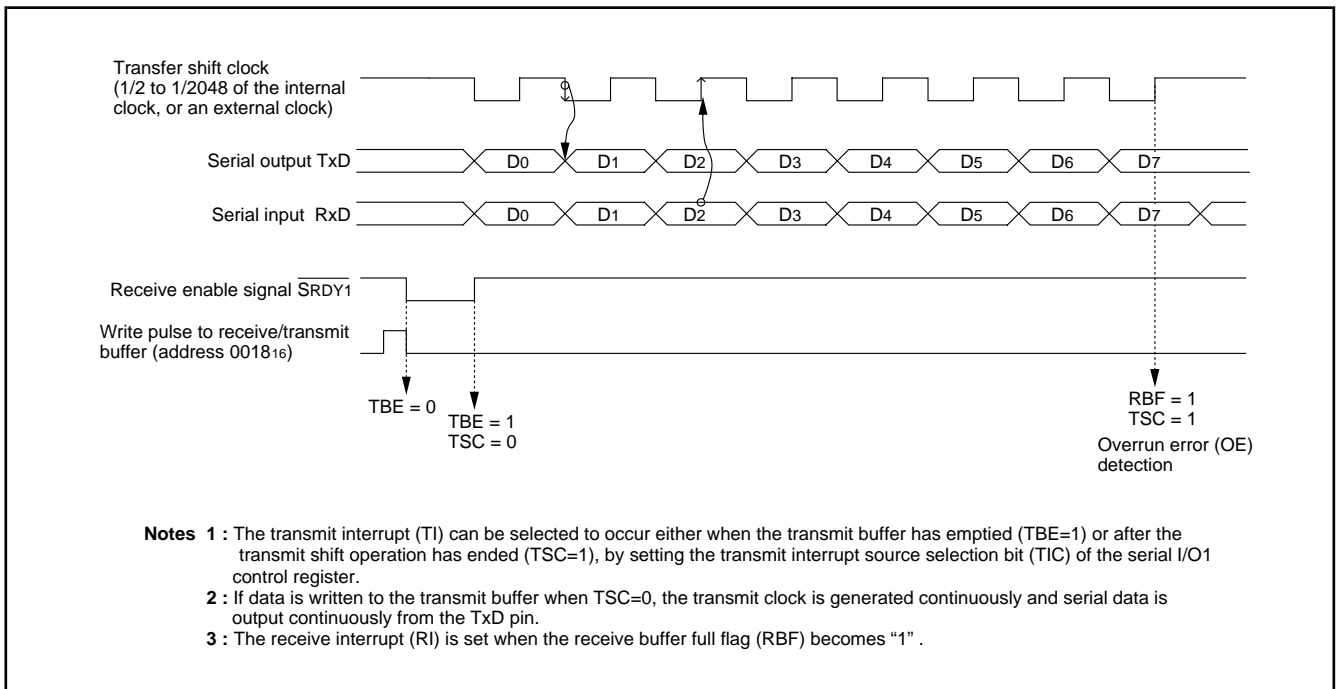 Transfer shift clock
(1/2 to 1/2048 of the internal
clock, or an external clock)
Serial output TxD
D0 D1 D2 D3 D4 D5 D6 D7
Serial input RxD
D0 D1 D2 D3 D4 D5 D6 D7
Receive enable signal SRDY1
Write pulse to receive/transmit
buffer (address 001816)
TBE = 0
TBE = 1
TSC = 0
RBF = 1
TSC = 1
Overrun error (OE)
detection
Notes 1 : The transmit interrupt (TI) can be selected to occur either when the transmit buffer has emptied (TBE=1) or after the
transmit shift operation has ended (TSC=1), by setting the transmit interrupt source selection bit (TIC) of the serial I/O1
control register.
2 : If data is written to the transmit buffer when TSC=0, the transmit clock is generated continuously and serial data is
output continuously from the TxD pin.
3 : The receive interrupt (RI) is set when the receive buffer full flag (RBF) becomes “1” .